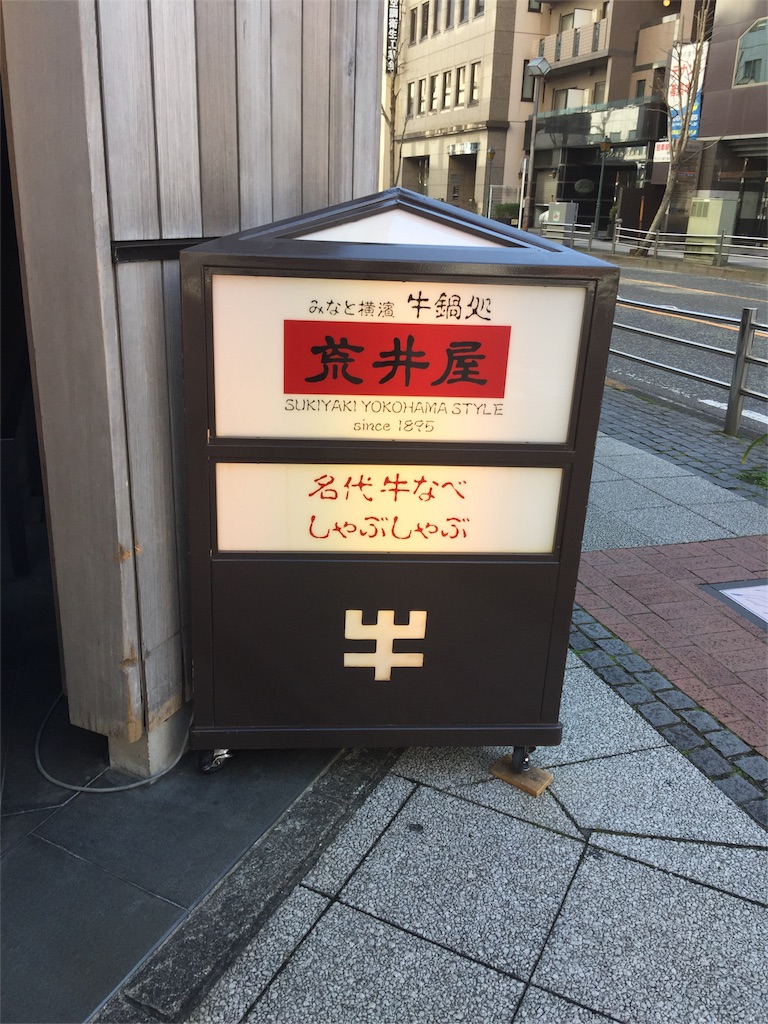 みなと横濱 牛鍋処
荒井屋
SUKIYAKI YOKOHAMA STYLE
since 1895
名代牛なべ
しゃぶしゃぶ
牛